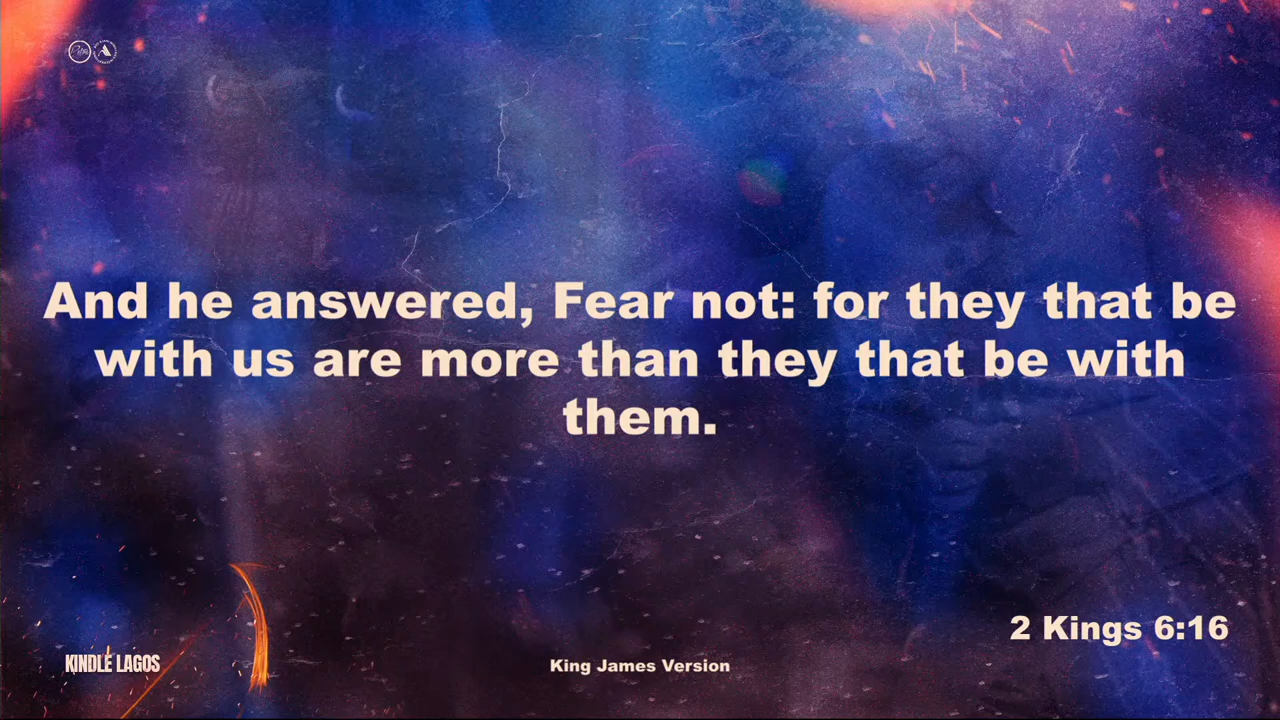 And he answered, Fear not: for they that be
with us are more than they that be with
them.
2 Kings 6:16
KINDLE LAGOS
King James Version